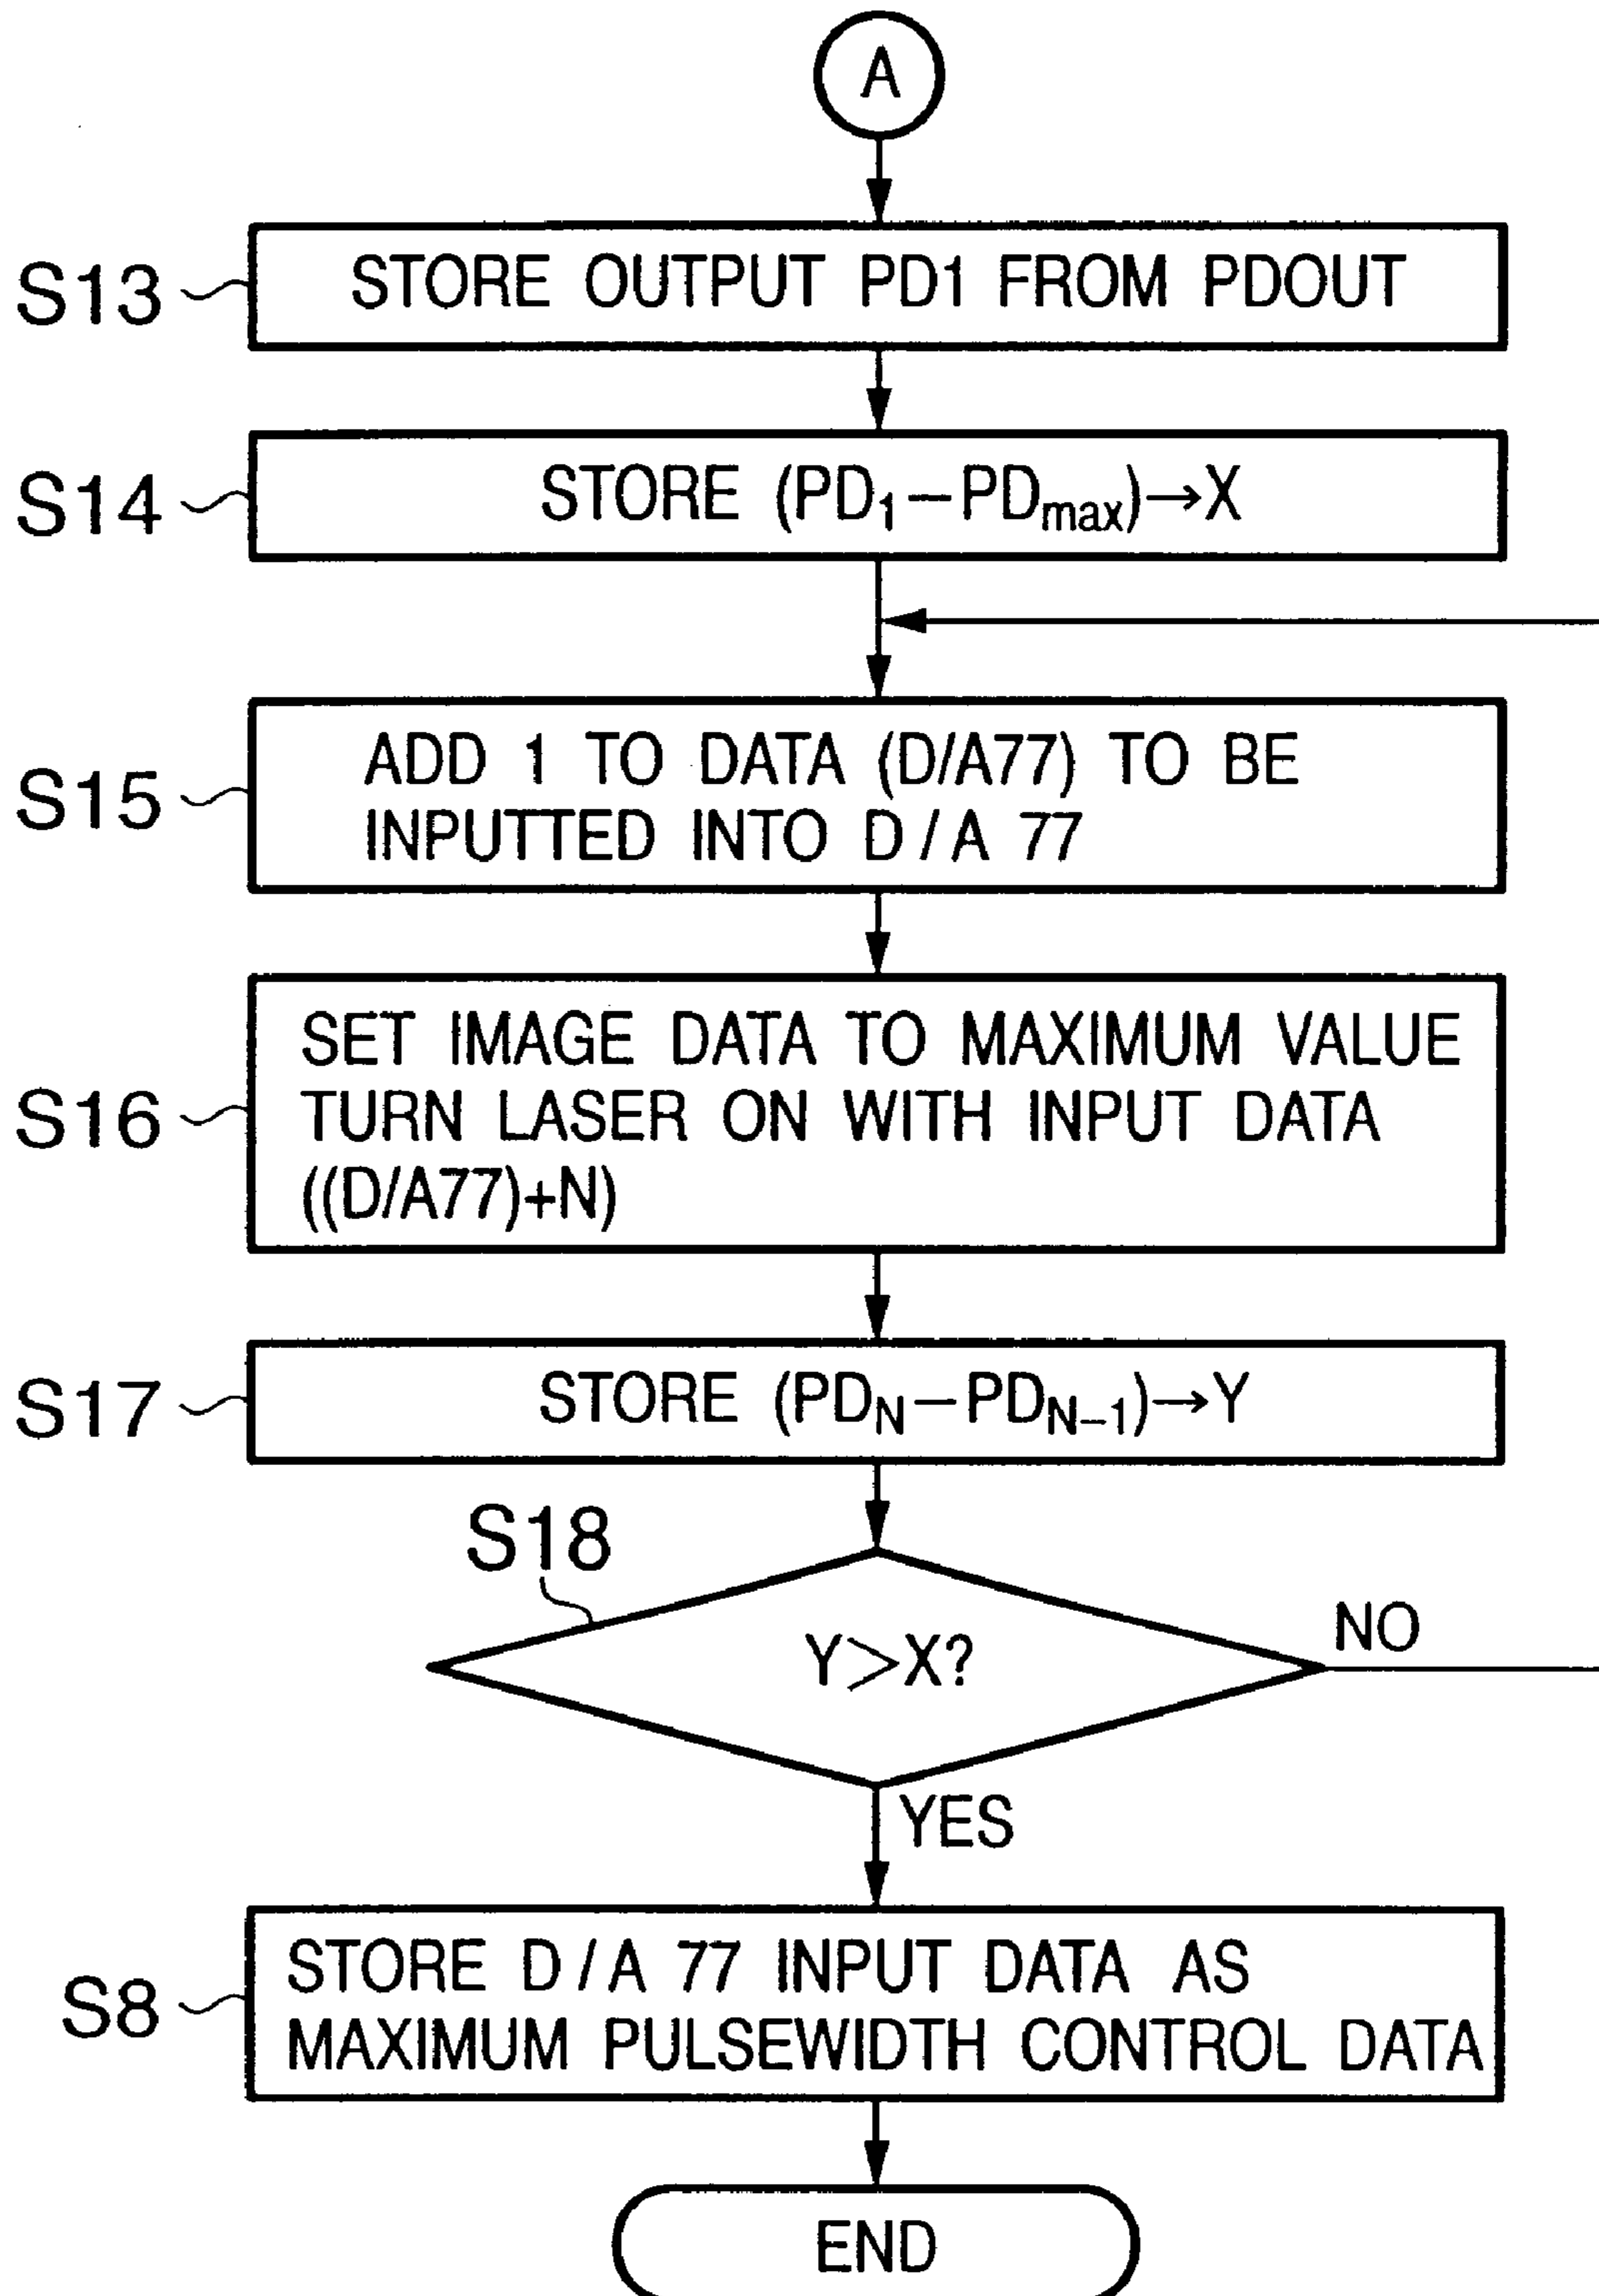 A
S13
STORE OUTPUT PD1 FROM PDOUT
S14
STORE (PD₁−PDmax)→X
S15
ADD 1 TO DATA (D/A77) TO BE
INPUTTED INTO D/A 77
S16
SET IMAGE DATA TO MAXIMUM VALUE
TURN LASER ON WITH INPUT DATA
((D/A77)+N)
S17
STORE (PDN−PDN−1)→Y
S18
Y>X?
NO
YES
S8
STORE D/A 77 INPUT DATA AS
MAXIMUM PULSEWIDTH CONTROL DATA
END